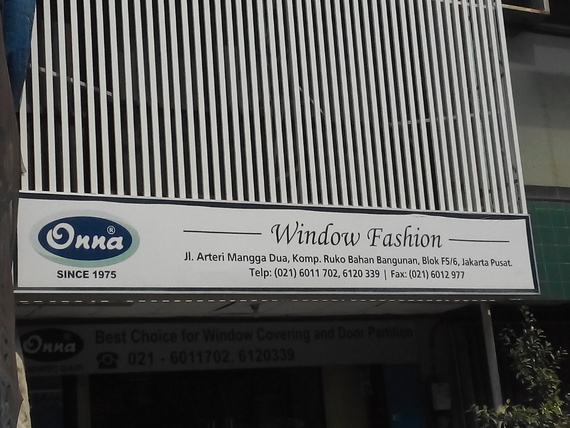 Onna®
SINCE 1975
Window Fashion
Jl. Arteri Mangga Dua, Komp. Ruko Bahan Bangunan, Blok F5/6, Jakarta Pusat.
Telp: (021) 6011 702, 6120 339 | Fax: (021) 6012 977
Onna
Best Choice for Window Covering and Door Partition
021 - 6011702, 6120339